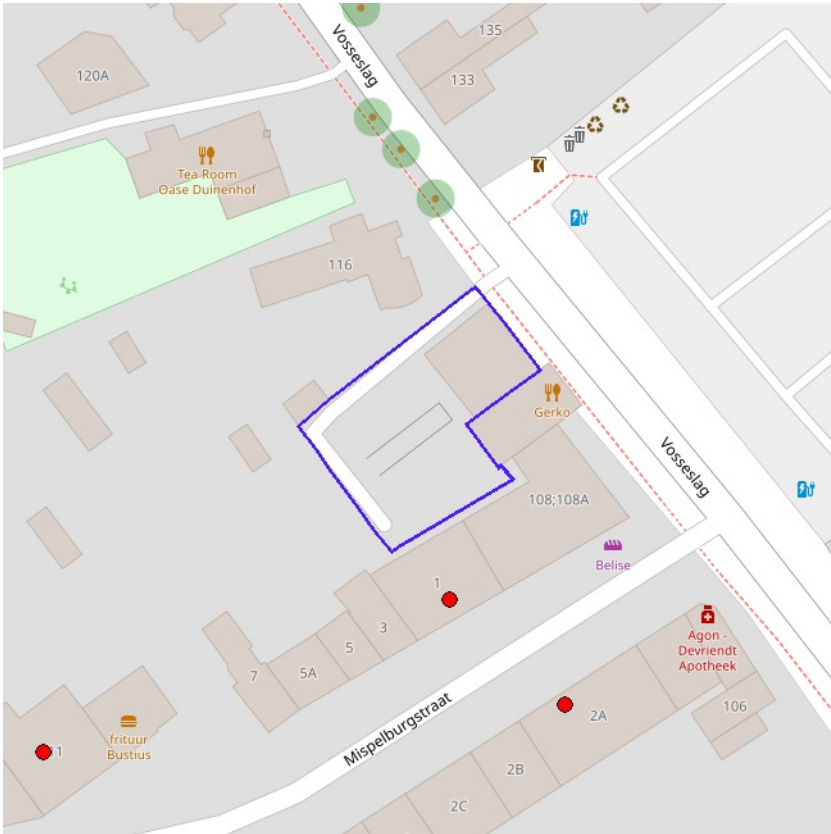 Vosseslag
135
133
120A
Tea Room
Oase Duinenhof
116
Gerko
Vosseslag
108;108A
Belise
1
3
5
5A
7
Agon -
Devriendt
Apotheek
106
2A
2B
2C
Mispelburgstraat
frituur
Bustius